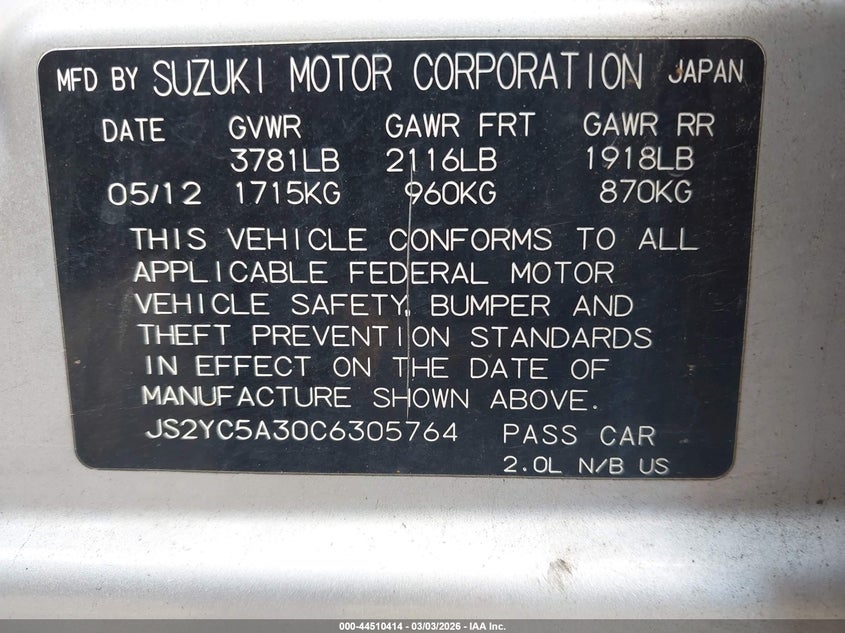 MFD BY SUZUKI MOTOR CORPORATION JAPAN
DATE GVWR GAWR FRT GAWR RR
3781LB 2116LB 1918LB
05/12 1715KG 960KG 870KG
THIS VEHICLE CONFORMS TO ALL
APPLICABLE FEDERAL MOTOR
VEHICLE SAFETY, BUMPER AND
THEFT PREVENTION STANDARDS
IN EFFECT ON THE DATE OF
MANUFACTURE SHOWN ABOVE.
JS2YC5A30C6305764 PASS CAR
2.0L N/B US
000-44510414 - 03/03/2026 - IAA Inc.